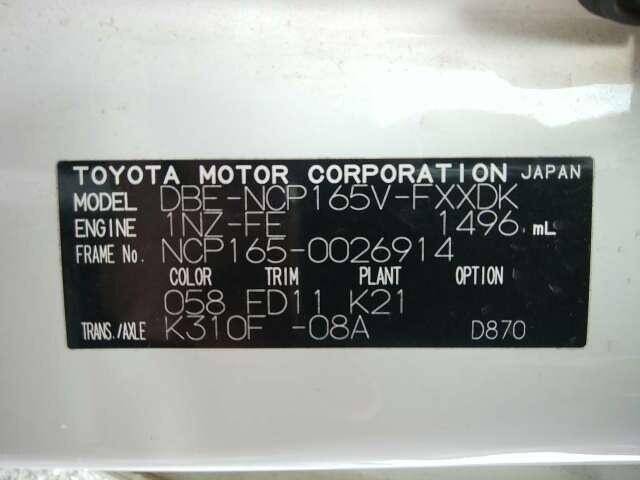 TOYOTA MOTOR CORPORATION JAPAN
MODEL DBE-NCP165V-FXXDK
ENGINE 1NZ-FE 1496 mL
FRAME No. NCP165-0026914
COLOR TRIM PLANT OPTION
058 FD11 K21
TRANS./AXLE K310F -08A D870